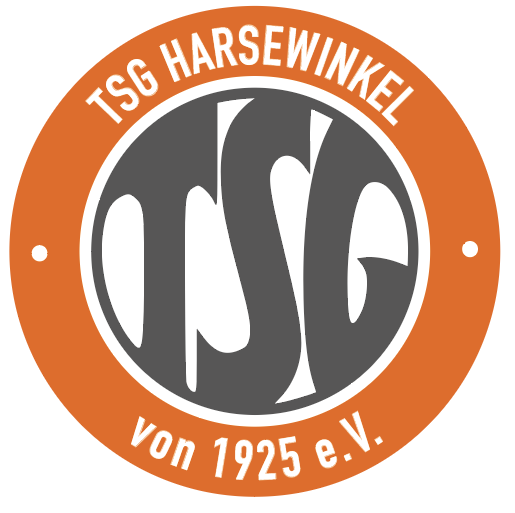 TSG HARSEWINKEL
TSG
von 1925 e.V.